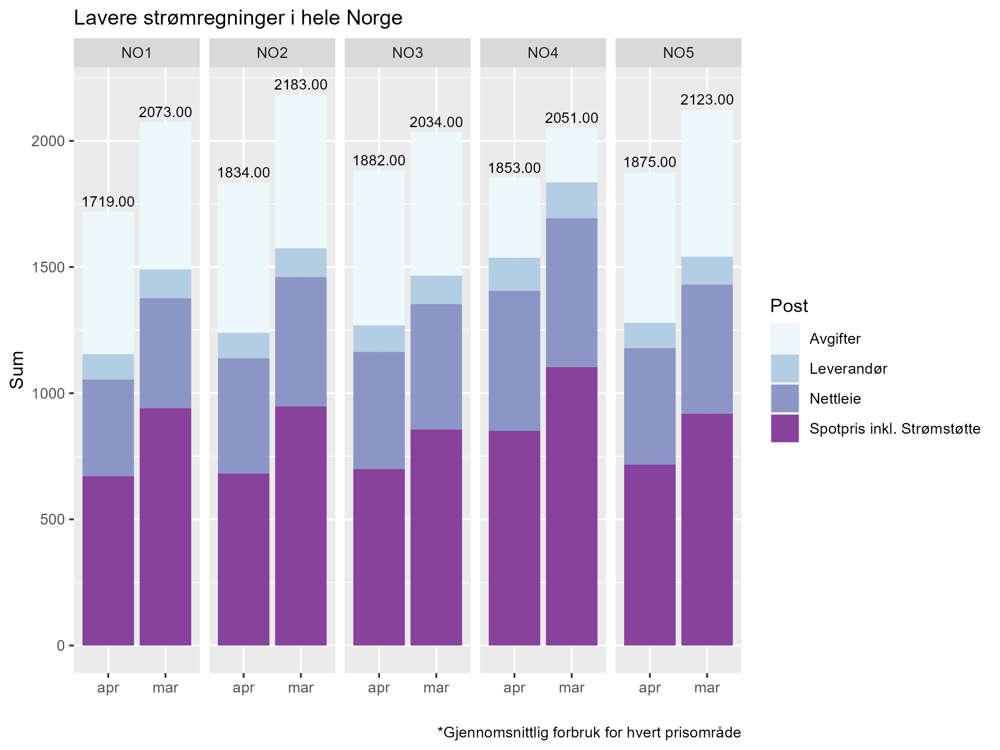 Lavere strømregninger i hele Norge
NO1 NO2 NO3 NO4 NO5
2183.00
2123.00
2073.00
2051.00
2034.00
1882.00
1875.00
1853.00
1834.00
1719.00
2000
1500
1000
500
0
Sum
apr mar apr mar apr mar apr mar apr mar
Post
Avgifter
Leverandør
Nettleie
Spotpris inkl. Strømstøtte
*Gjennomsnittlig forbruk for hvert prisområde